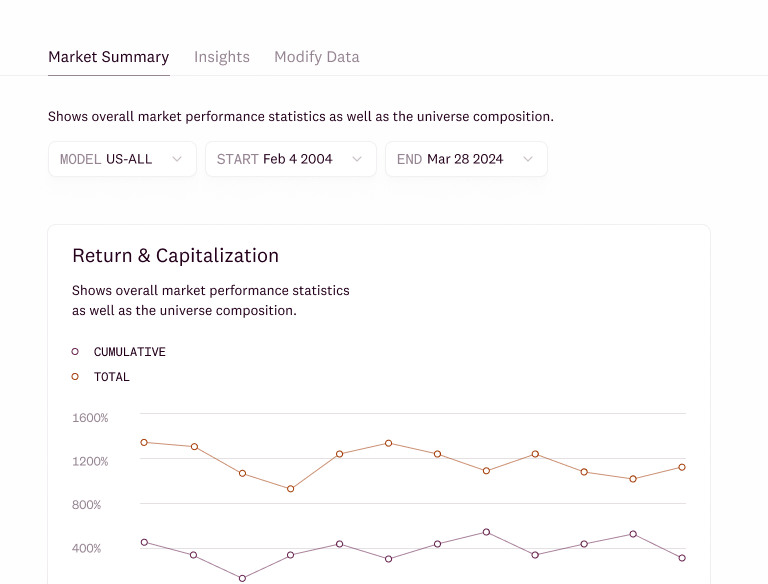 Market Summary Insights Modify Data
Shows overall market performance statistics as well as the universe composition.
MODEL US-ALL START Feb 4 2004 END Mar 28 2024
Return & Capitalization
Shows overall market performance statistics
as well as the universe composition.
CUMULATIVE
TOTAL
1600%
1200%
800%
400%